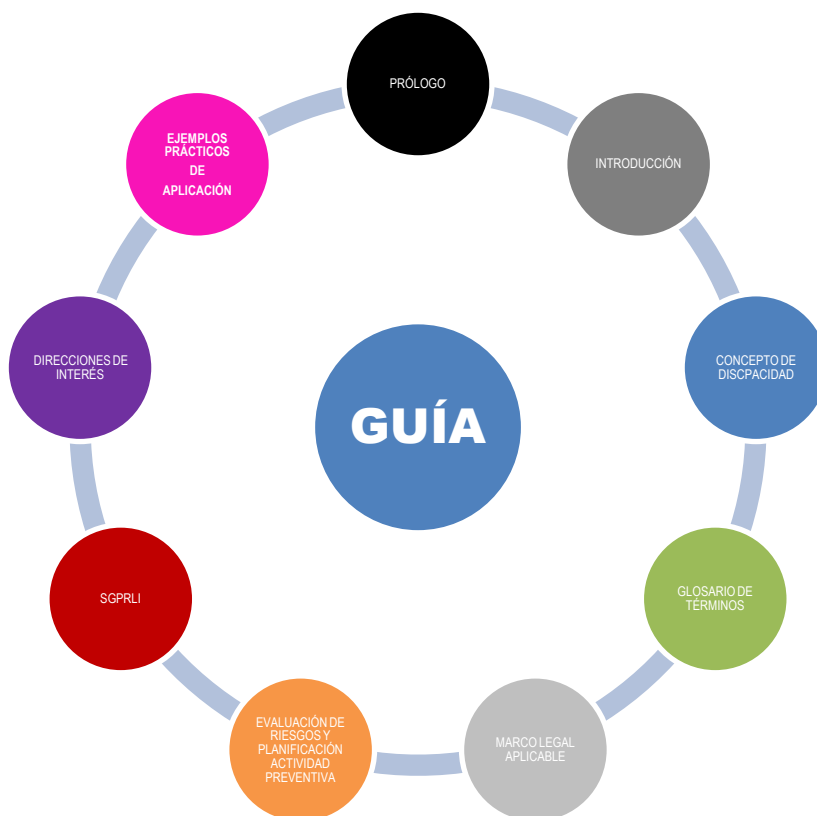 PRÓLOGO
INTRODUCCIÓN
CONCEPTO DE
DISCPACIDAD
GLOSARIO DE
TÉRMINOS
MARCO LEGAL
APLICABLE
EVALUACIÓN DE
RIESGOS Y
PLANIFICACIÓN
ACTIVIDAD
PREVENTIVA
SGPRLI
DIRECCIONES DE
INTERÉS
EJEMPLOS
PRÁCTICOS
DE
APLICACIÓN
GUÍA